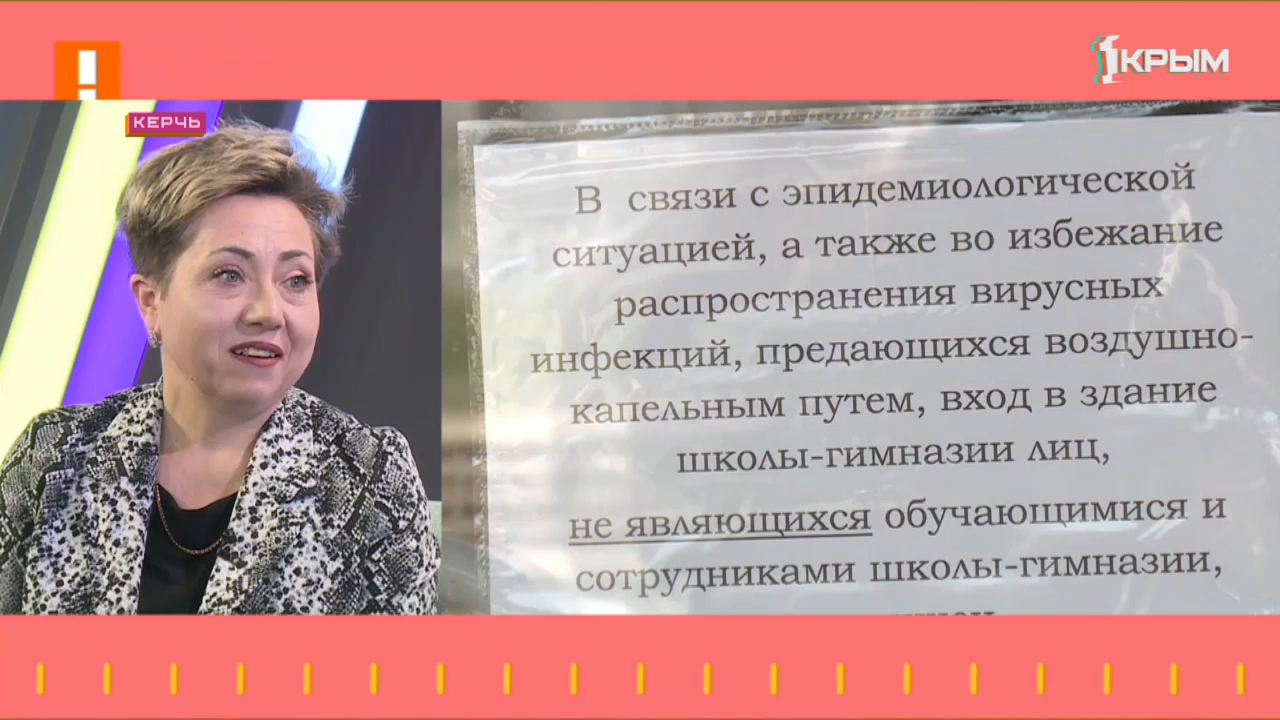 1КРЫМ
КЕРЧЬ
В связи с эпидемиологической
ситуацией, а также во избежание
распространения вирусных
инфекций, предающихся воздушно-
капельным путем, вход в здание
школы-гимназии лиц,
не являющихся обучающимися и
сотрудниками школы-гимназии,